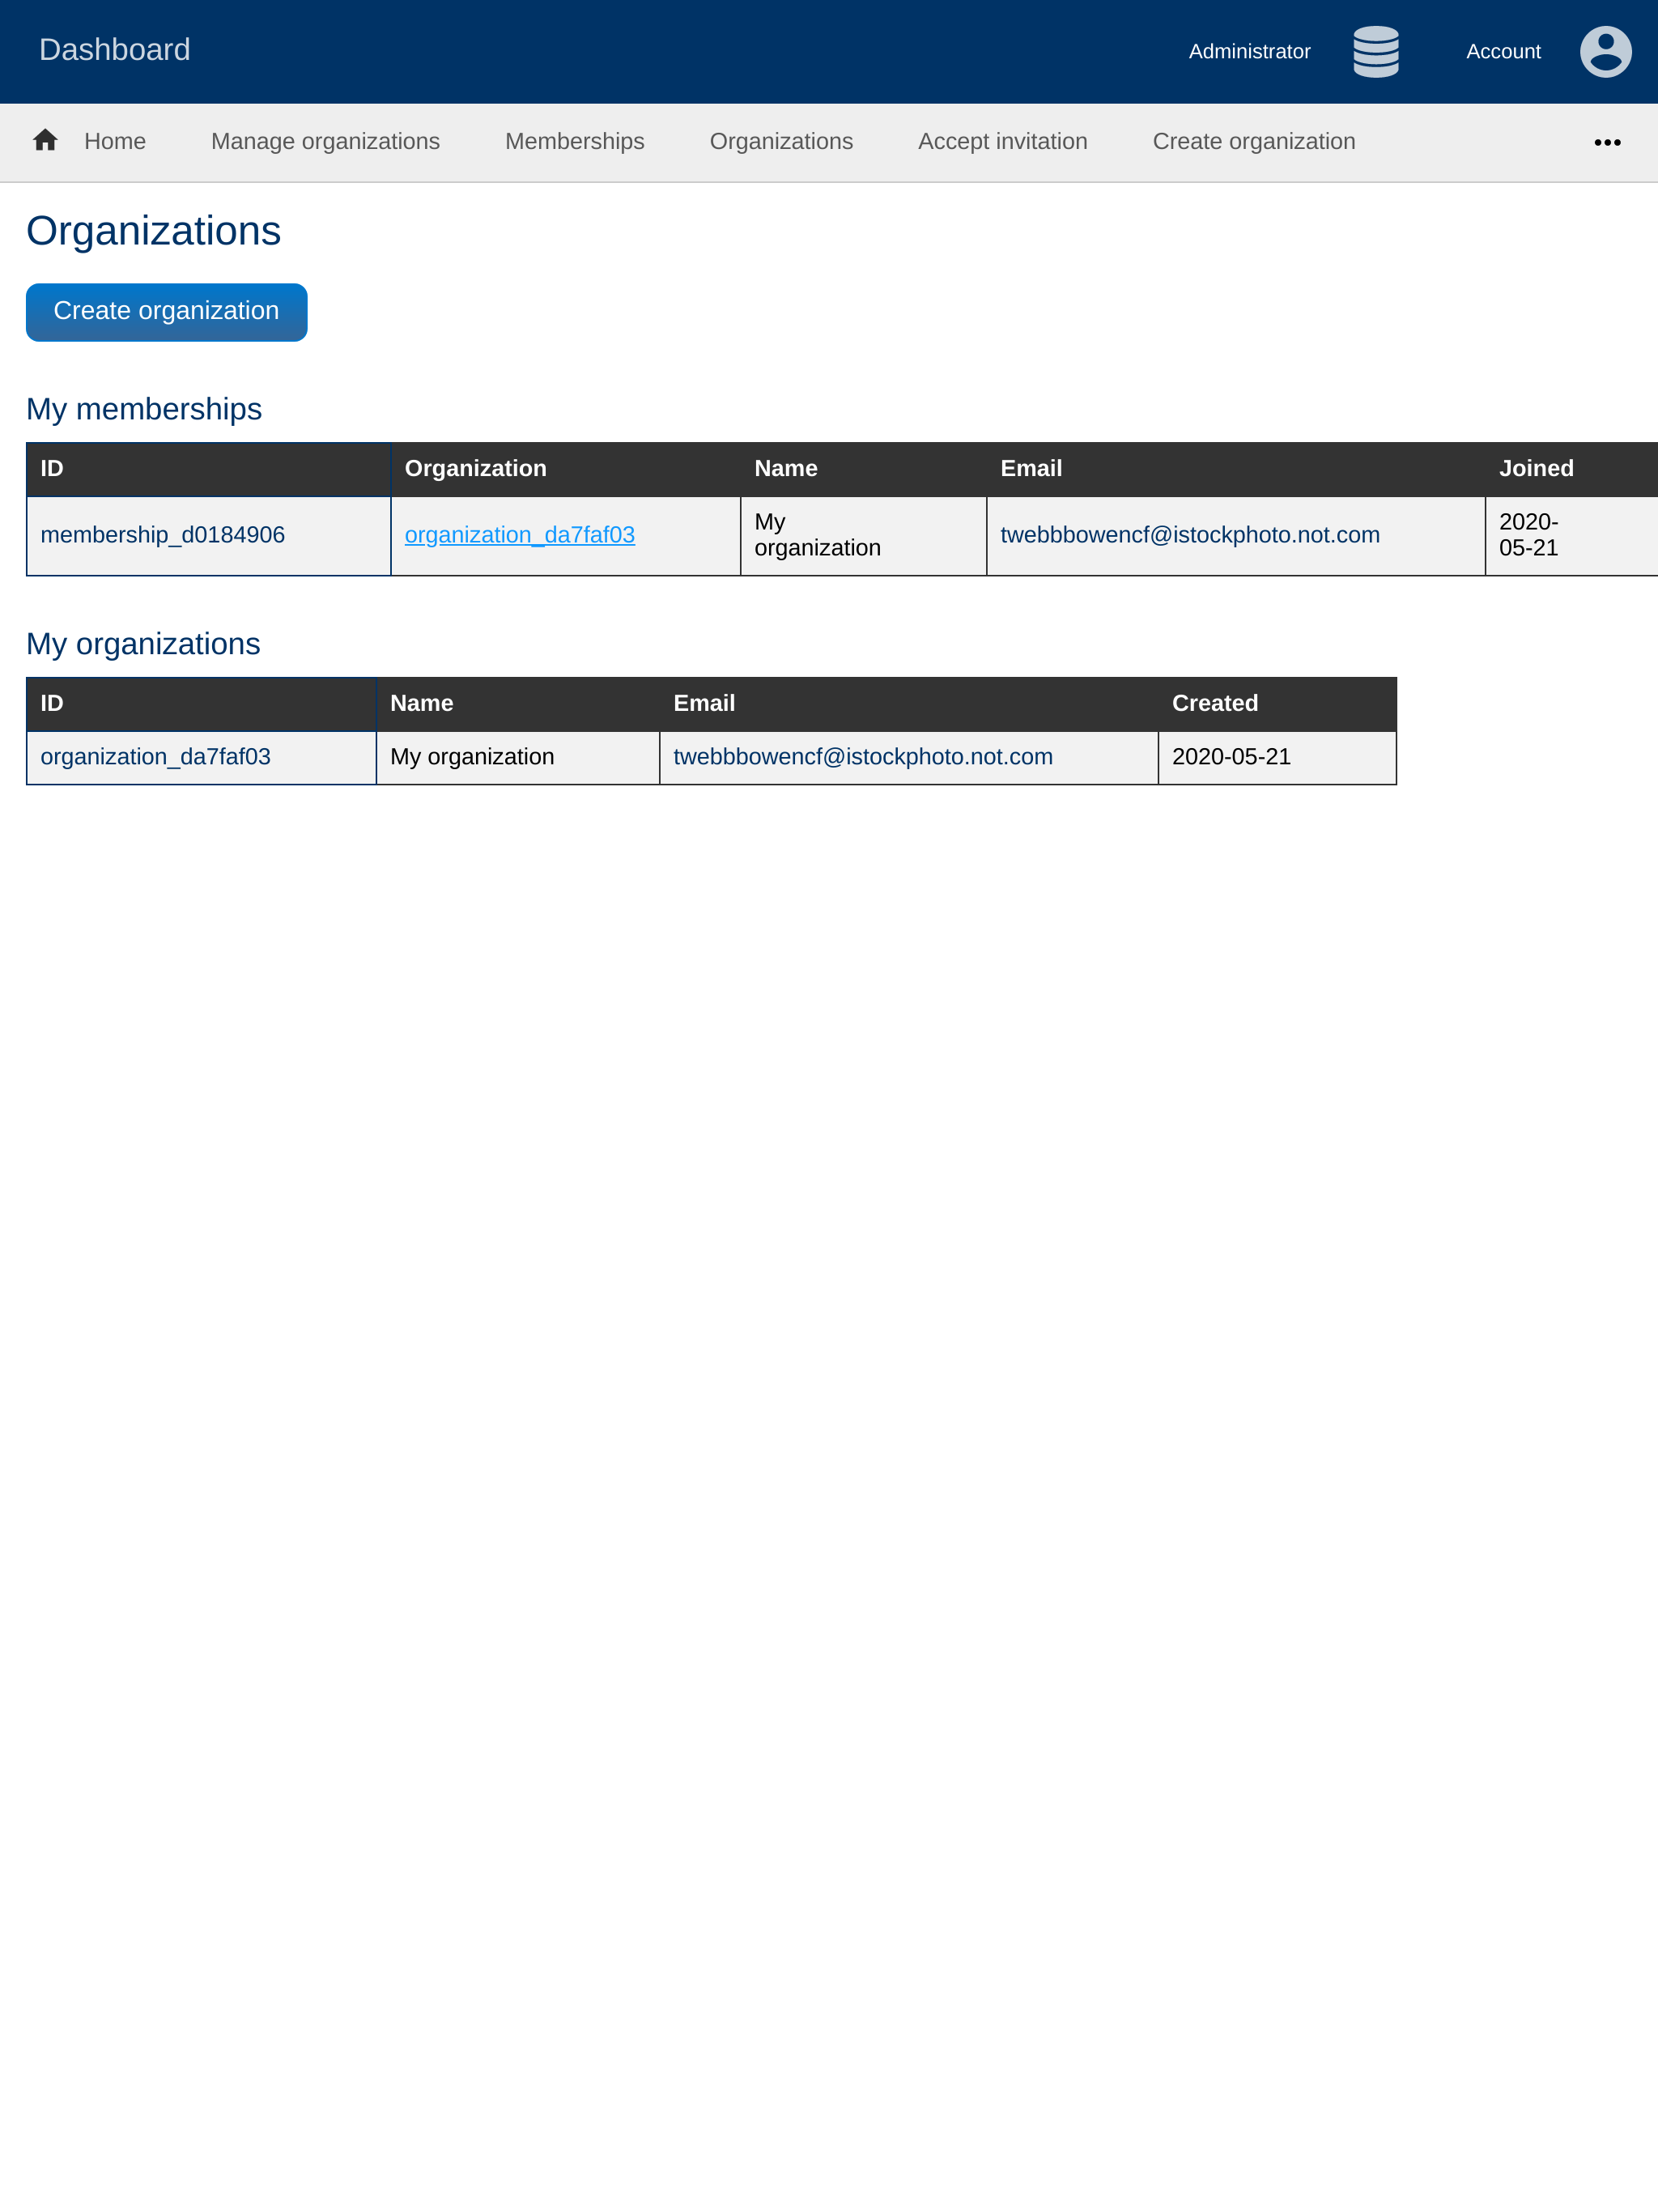 Dashboard Administrator Account
Home Manage organizations Memberships Organizations Accept invitation Create organization
Organizations
Create organization
My memberships
ID Organization Name Email Joined
membership_d0184906 organization_da7faf03 My organization twebbbowencf@istockphoto.not.com 2020-05-21
My organizations
ID Name Email Created
organization_da7faf03 My organization twebbbowencf@istockphoto.not.com 2020-05-21